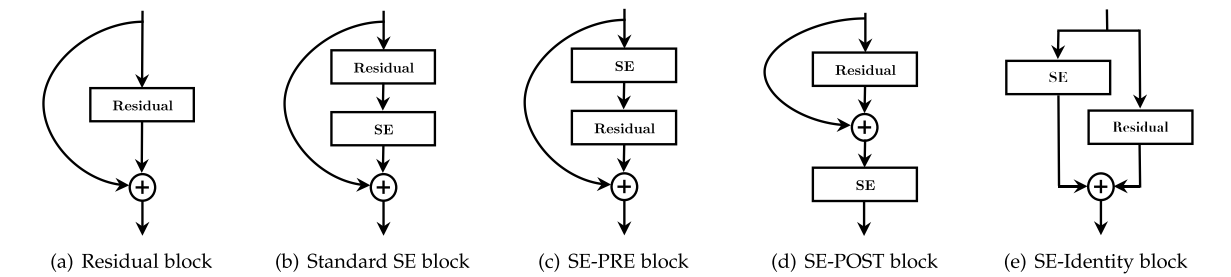 Residual
Residual
SE
SE
Residual
Residual
SE
SE
Residual
(a) Residual block
(b) Standard SE block
(c) SE-PRE block
(d) SE-POST block
(e) SE-Identity block